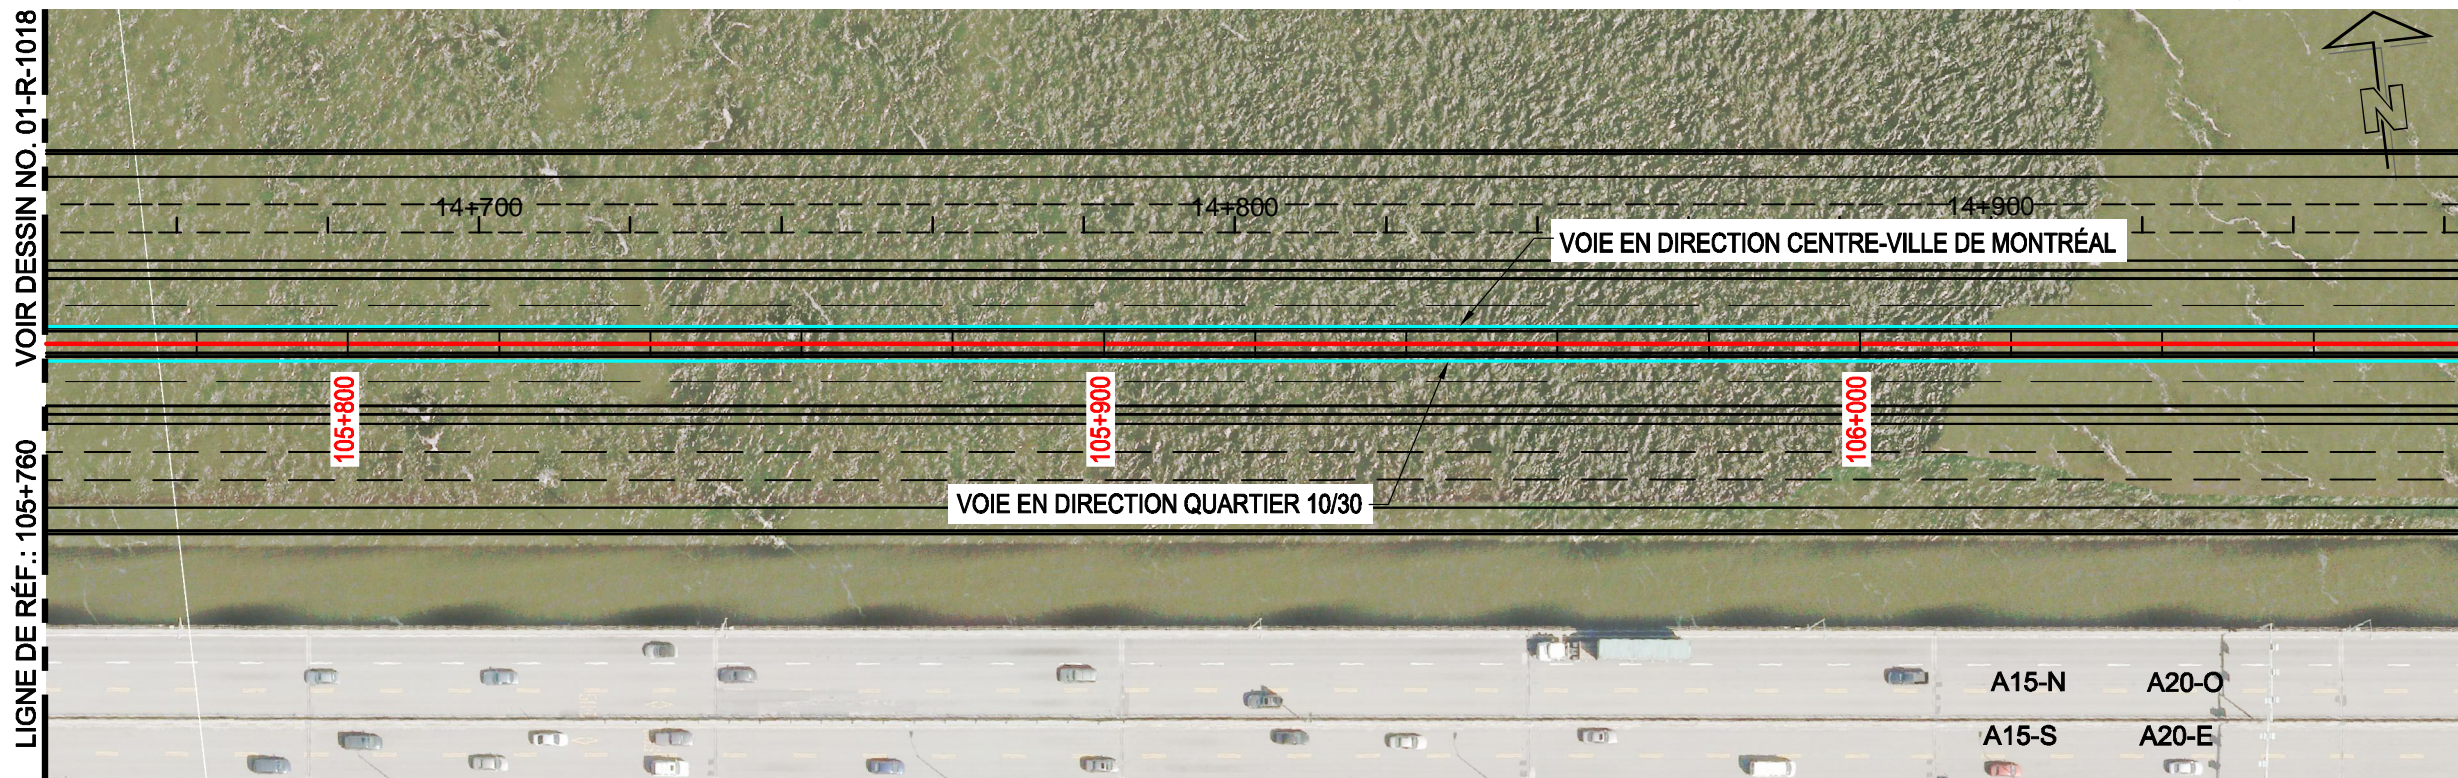 VOIR DESSIN NO. 01-R-1018
LIGNE DE RÉF.: 105+760
N
14+700
14+800
14+900
VOIE EN DIRECTION CENTRE-VILLE DE MONTRÉAL
105+800
105+900
106+000
VOIE EN DIRECTION QUARTIER 10/30
A15-N A20-O
A15-S A20-E